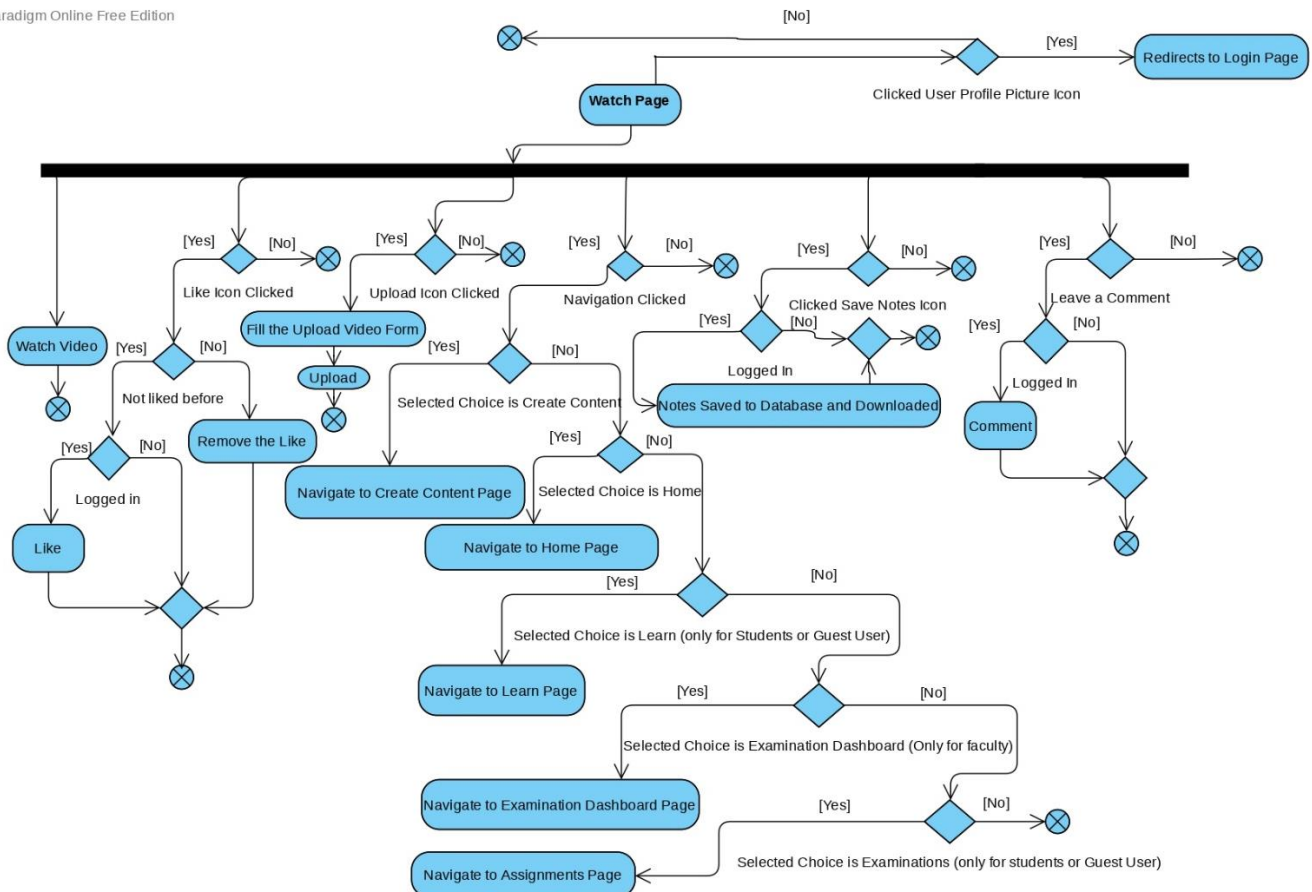 aradigm Online Free Edition
[No]
[Yes]
Redirects to Login Page
Clicked User Profile Picture Icon
Watch Page
[Yes]
[No]
Like Icon Clicked
[Yes]
[No]
Upload Icon Clicked
[Yes]
[No]
Navigation Clicked
[Yes]
[No]
Clicked Save Notes Icon
[Yes]
[No]
Leave a Comment
Watch Video
[Yes]
[No]
Not liked before
Fill the Upload Video Form
Upload
[Yes]
[No]
Selected Choice is Create Content
[Yes]
[No]
Logged In
Notes Saved to Database and Downloaded
[Yes]
[No]
Logged In
Comment
[Yes]
[No]
Logged in
Remove the Like
Like
Navigate to Create Content Page
[Yes]
[No]
Selected Choice is Home
Navigate to Home Page
[Yes]
[No]
Selected Choice is Learn (only for Students or Guest User)
Navigate to Learn Page
[Yes]
[No]
Selected Choice is Examination Dashboard (Only for faculty)
Navigate to Examination Dashboard Page
[Yes]
[No]
Selected Choice is Examinations (only for students or Guest User)
Navigate to Assignments Page